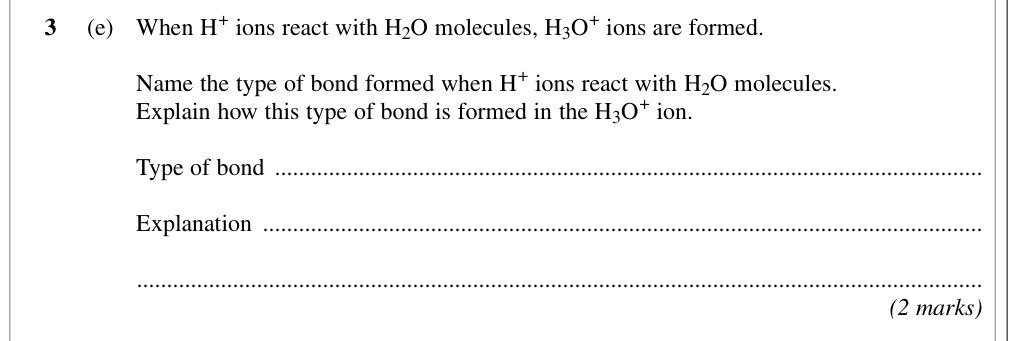 3 (e) When H⁺ ions react with H₂O molecules, H₃O⁺ ions are formed.
Name the type of bond formed when H⁺ ions react with H₂O molecules.
Explain how this type of bond is formed in the H₃O⁺ ion.
Type of bond ........................................................................................................................
Explanation ..........................................................................................................................
.............................................................................................................................................
(2 marks)